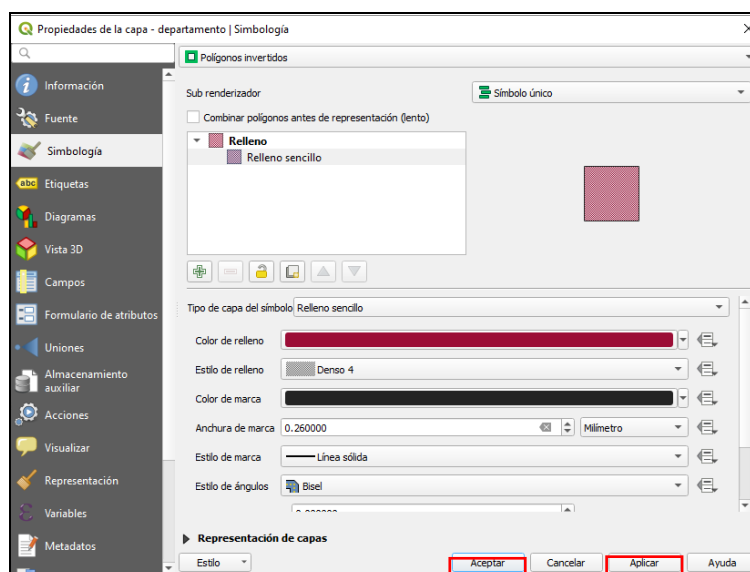 Propiedades de la capa - departamento | Simbología
Polígonos invertidos
Información
Fuente
Simbología
Etiquetas
Diagramas
Vista 3D
Campos
Formulario de atributos
Uniones
Almacenamiento
auxiliar
Acciones
Visualizar
Representación
Variables
Metadatos
Sub renderizador
Símbolo único
Combinar polígonos antes de representación (lento)
Relleno
Relleno sencillo
Tipo de capa del símbolo Relleno sencillo
Color de relleno
Estilo de relleno Denso 4
Color de marca
Anchura de marca 0.260000 Milímetro
Estilo de marca Línea sólida
Estilo de ángulos Bisel
Representación de capas
Estilo Aceptar Cancelar Aplicar Ayuda